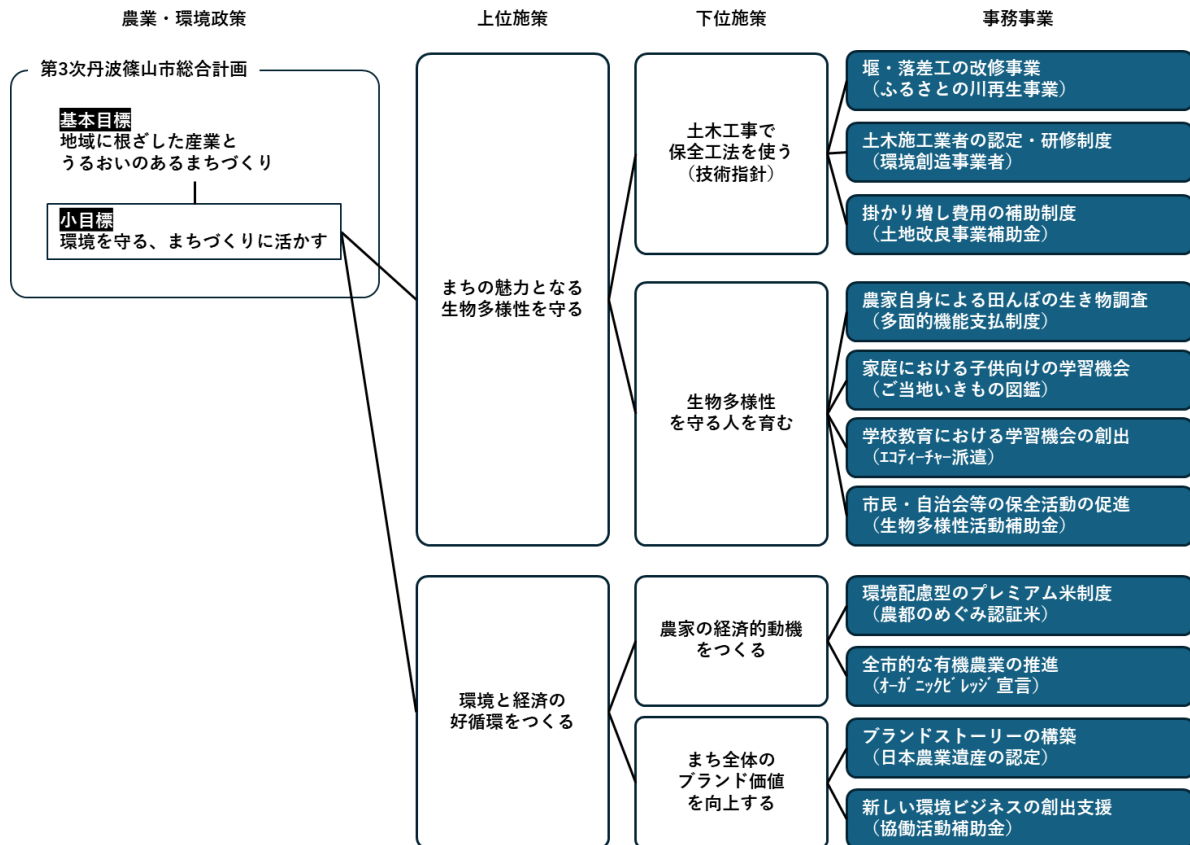 農業・環境政策
上位施策
下位施策
事務事業
第3次丹波篠山市総合計画
基本目標
地域に根ざした産業と
うるおいのあるまちづくり
小目標
環境を守る、まちづくりに活かす
まちの魅力となる
生物多様性を守る
土木工事で
保全工法を使う
（技術指針）
堰・落差工の改修事業
（ふるさとの川再生事業）
土木施工業者の認定・研修制度
（環境創造事業者）
掛かり増し費用の補助制度
（土地改良事業補助金）
生物多様性
を守る人を育む
農家自身による田んぼの生き物調査
（多面的機能支払制度）
家庭における子供向けの学習機会
（ご当地いきもの図鑑）
学校教育における学習機会の創出
（ｴｺﾃｨｰﾁｬｰ派遣）
市民・自治会等の保全活動の促進
（生物多様性活動補助金）
環境と経済の
好循環をつくる
農家の経済的動機
をつくる
環境配慮型のプレミアム米制度
（農都のめぐみ認証米）
全市的な有機農業の推進
（ｵｰｶﾞﾆｯｸﾋﾞﾚｯｼﾞ宣言）
まち全体の
ブランド価値
を向上する
ブランドストーリーの構築
（日本農業遺産の認定）
新しい環境ビジネスの創出支援
（協働活動補助金）